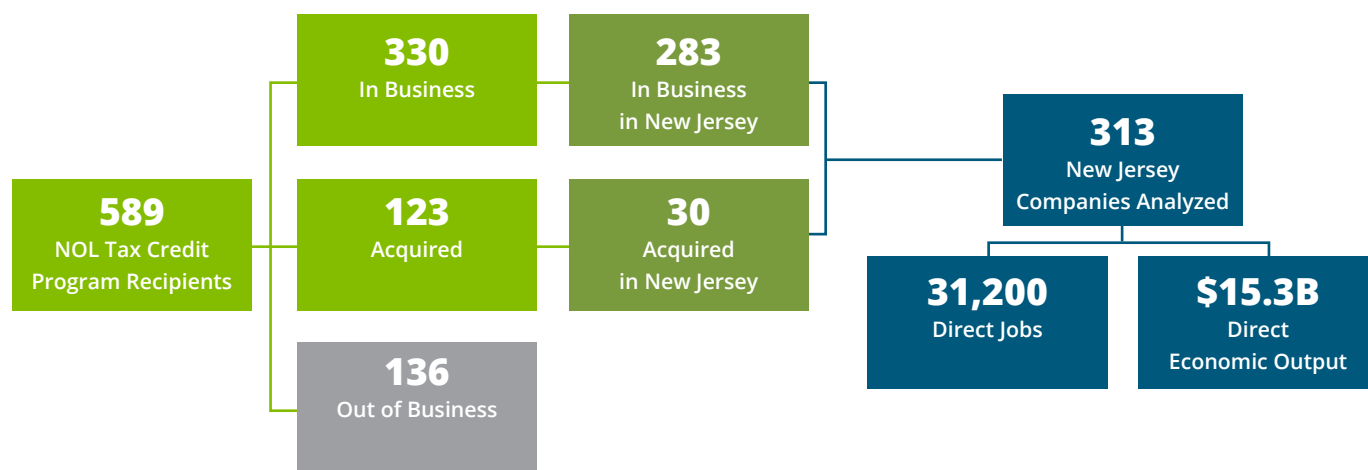 589
NOL Tax Credit
Program Recipients
330
In Business
123
Acquired
136
Out of Business
283
In Business
in New Jersey
30
Acquired
in New Jersey
313
New Jersey
Companies Analyzed
31,200
Direct Jobs
$15.3B
Direct
Economic Output